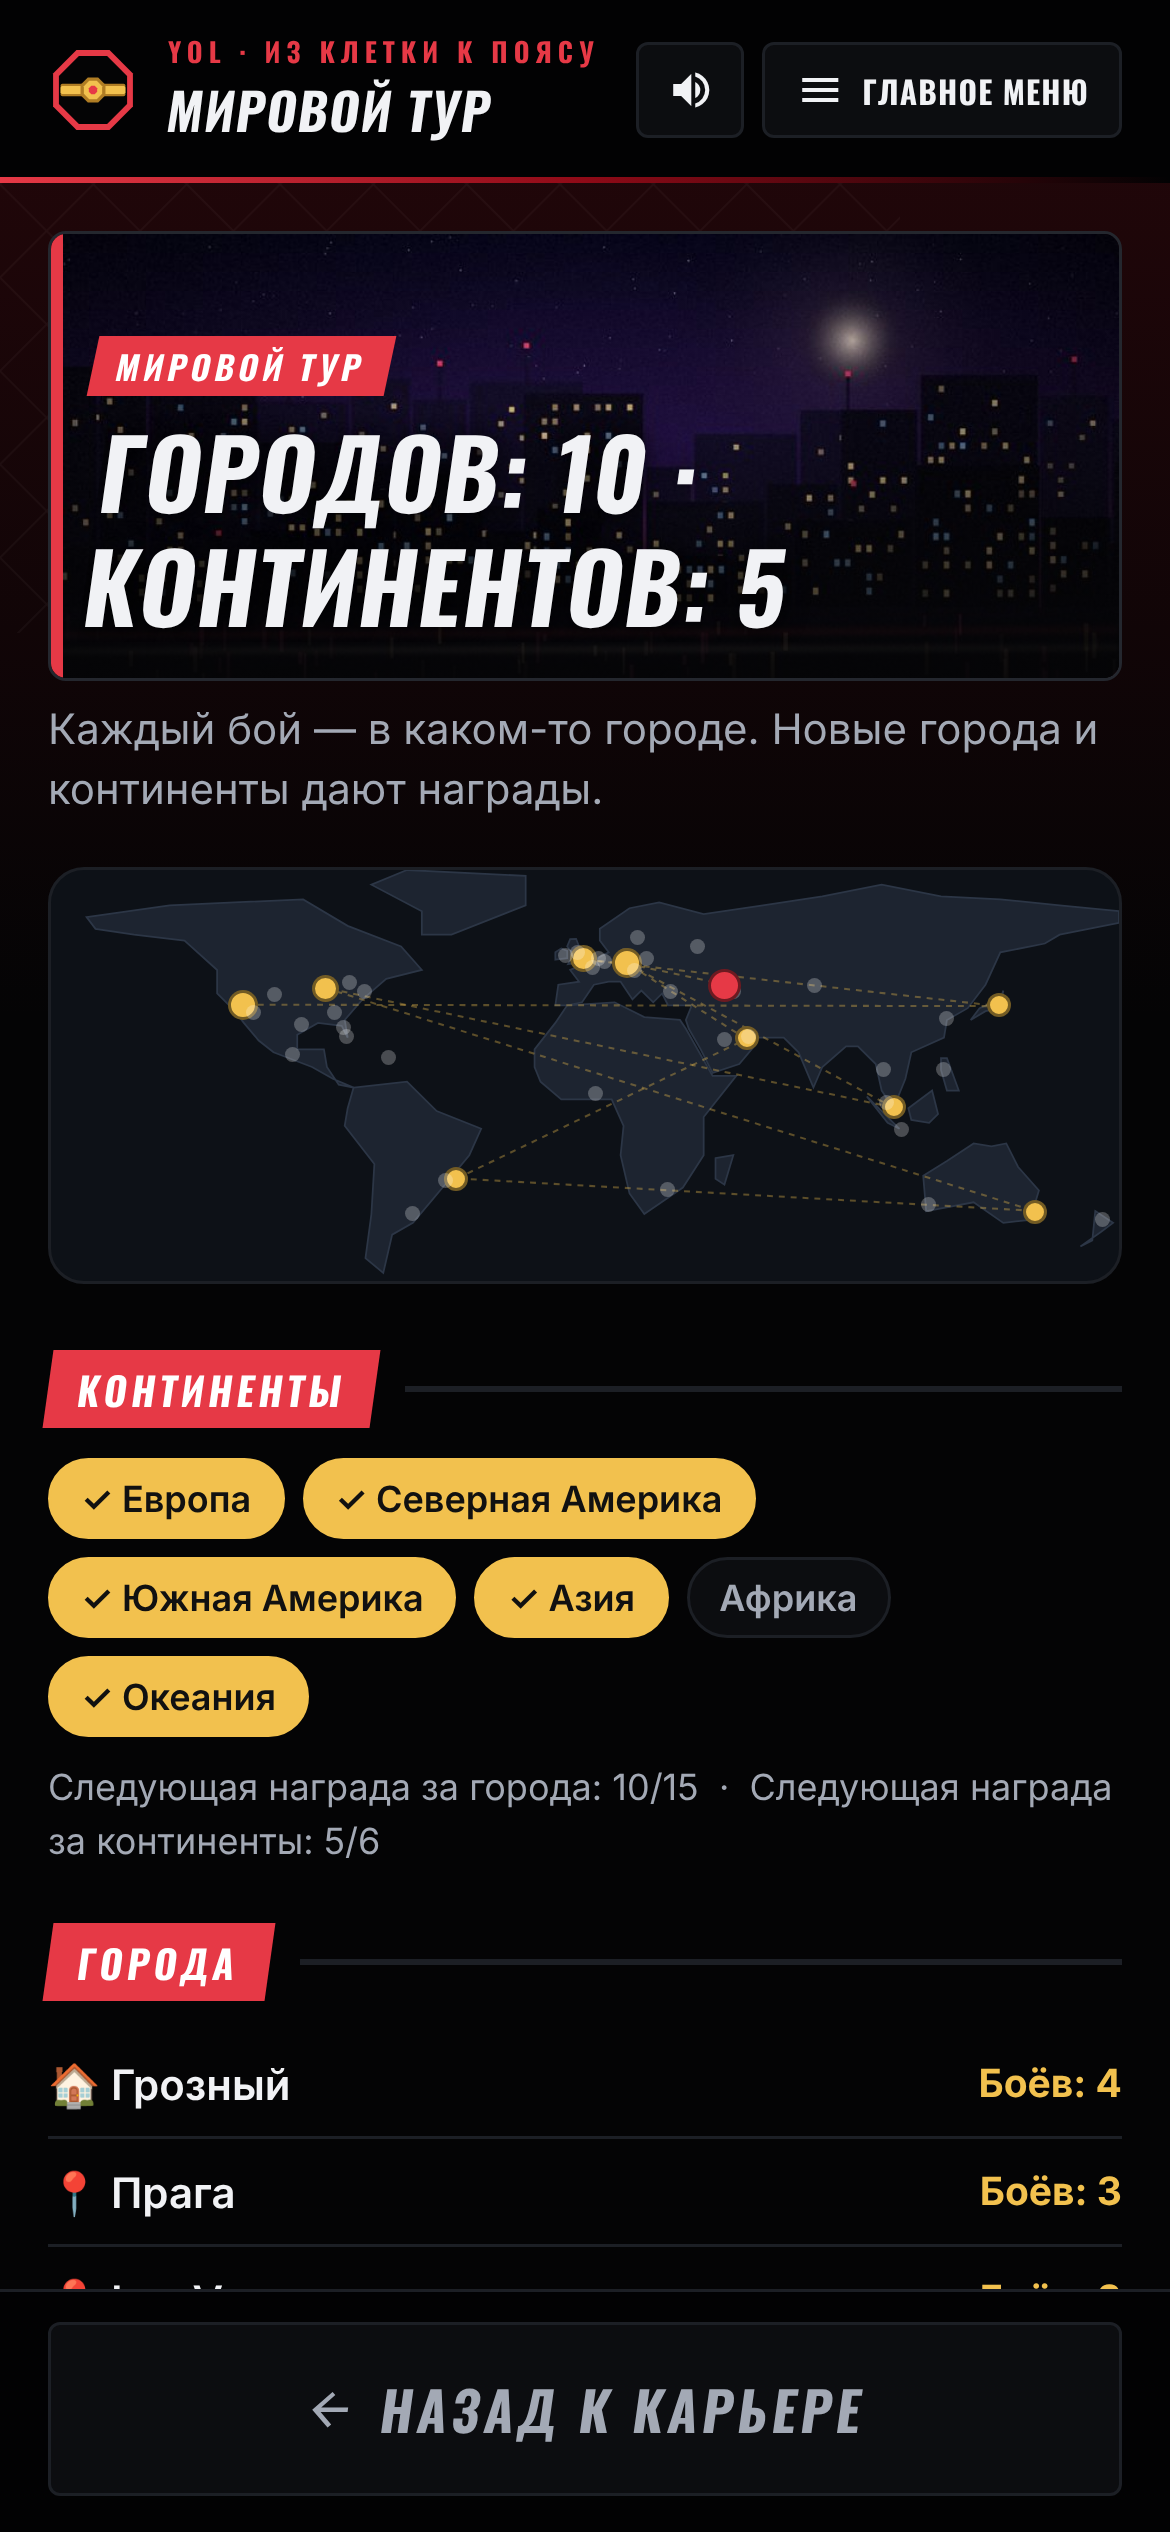 YOL · ИЗ КЛЕТКИ К ПОЯСУ
МИРОВОЙ ТУР
ГЛАВНОЕ МЕНЮ
МИРОВОЙ ТУР
ГОРОДОВ: 10 ·
КОНТИНЕНТОВ: 5
Каждый бой — в каком-то городе. Новые города и
континенты дают награды.
КОНТИНЕНТЫ
✓ Европа
✓ Северная Америка
✓ Южная Америка
✓ Азия
Африка
✓ Океания
Следующая награда за города: 10/15 · Следующая награда
за континенты: 5/6
ГОРОДА
Грозный
Боёв: 4
Прага
Боёв: 3
← НАЗАД К КАРЬЕРЕ